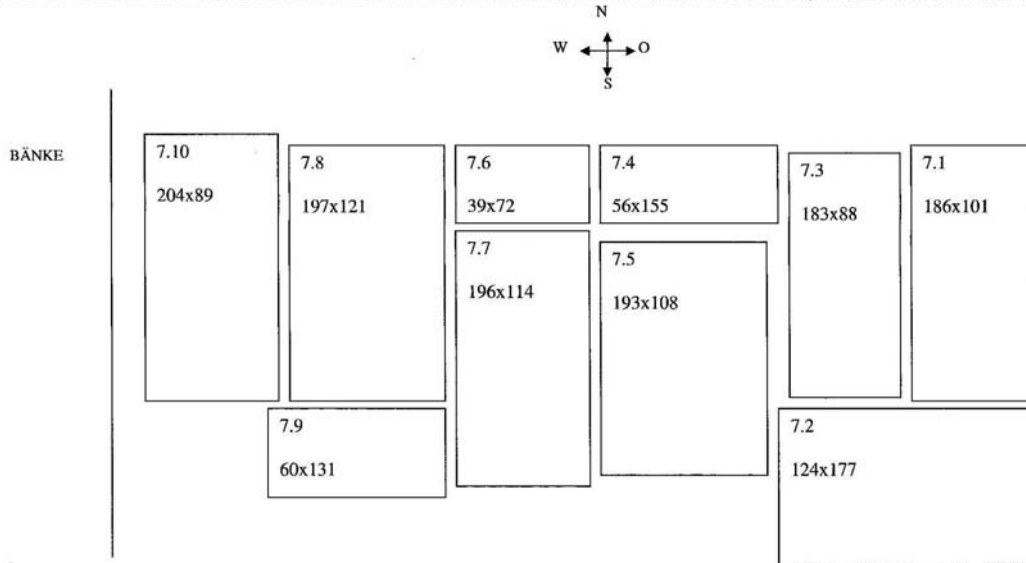 N
W O
S
BÄNKE
7.10
204x89
7.8
197x121
7.6
39x72
7.4
56x155
7.3
183x88
7.1
186x101
7.7
196x114
7.5
193x108
7.9
60x131
7.2
124x177